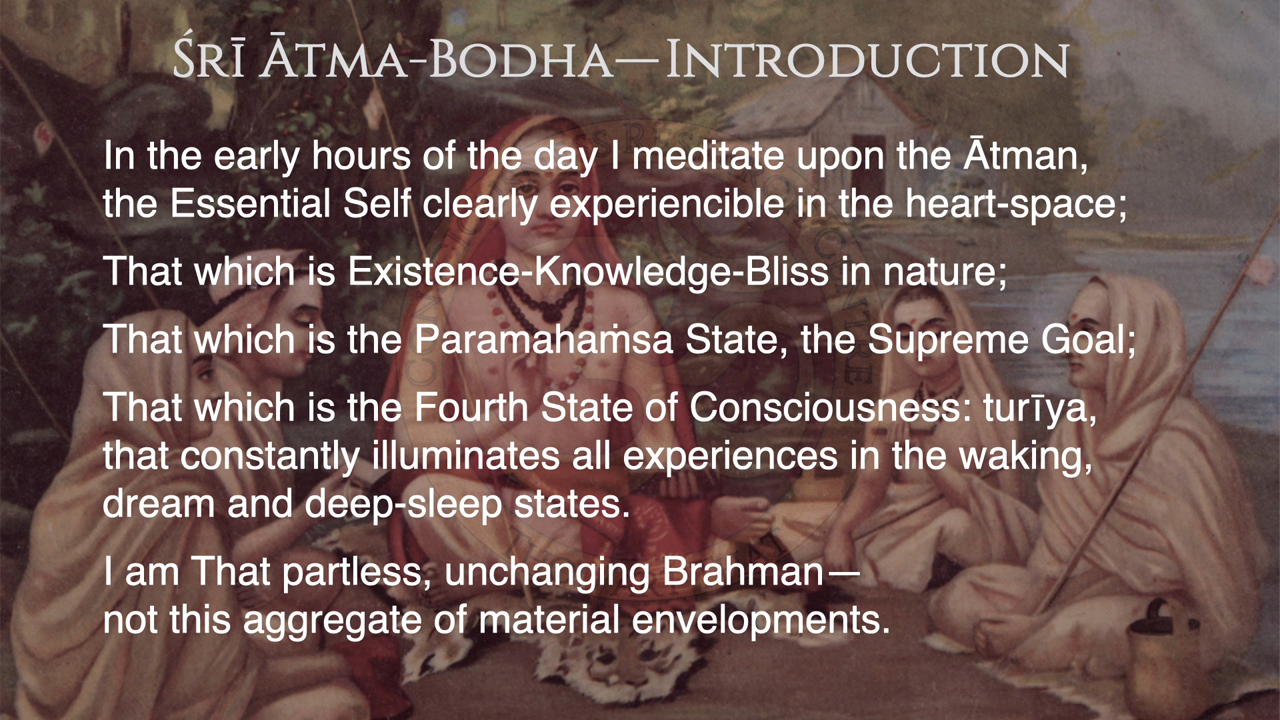 Śrī Ātma-Bodha—Introduction
In the early hours of the day I meditate upon the Ātman,
the Essential Self clearly experiencible in the heart-space;
That which is Existence-Knowledge-Bliss in nature;
That which is the Paramahaṁsa State, the Supreme Goal;
That which is the Fourth State of Consciousness: turīya,
that constantly illuminates all experiences in the waking,
dream and deep-sleep states.
I am That partless, unchanging Brahman—
not this aggregate of material envelopments.